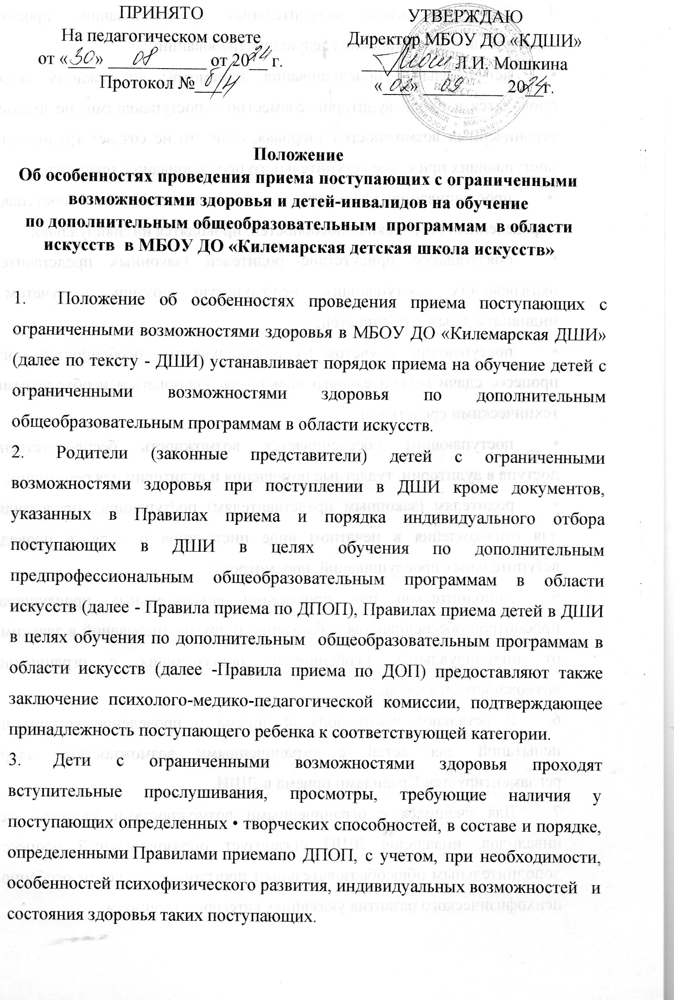 ПРИНЯТО
На педагогическом совете
от «30» 08 от 2024 г.
Протокол №
УТВЕРЖДАЮ
Директор МБОУ ДО «КДШИ»
Л.И. Мошкина
«02» 09 2024г.
Положение
Об особенностях проведения приема поступающих с ограниченными
возможностями здоровья и детей-инвалидов на обучение
по дополнительным общеобразовательным программам в области
искусств в МБОУ ДО «Килемарская детская школа искусств»
1. Положение об особенностях проведения приема поступающих с
ограниченными возможностями здоровья в МБОУ ДО «Килемарская ДШИ»
(далее по тексту - ДШИ) устанавливает порядок приема на обучение детей с
ограниченными возможностями здоровья по дополнительным
общеобразовательным программам в области искусств.
2. Родители (законные представители) детей с ограниченными
возможностями здоровья при поступлении в ДШИ кроме документов,
указанных в Правилах приема и порядка индивидуального отбора
поступающих в ДШИ в целях обучения по дополнительным
предпрофессиональным общеобразовательным программам в области
искусств (далее - Правила приема по ДПОП), Правилах приема детей в ДШИ
в целях обучения по дополнительным общеобразовательным программам в
области искусств (далее -Правила приема по ДОП) предоставляют также
заключение психолого-медико-педагогической комиссии, подтверждающее
принадлежность поступающего ребенка к соответствующей категории.
3. Дети с ограниченными возможностями здоровья проходят
вступительные прослушивания, просмотры, требующие наличия у
поступающих определенных • творческих способностей, в составе и порядке,
определенными Правилами приемапо ДПОП, с учетом, при необходимости,
особенностей психофизического развития, индивидуальных возможностей и
состояния здоровья таких поступающих.